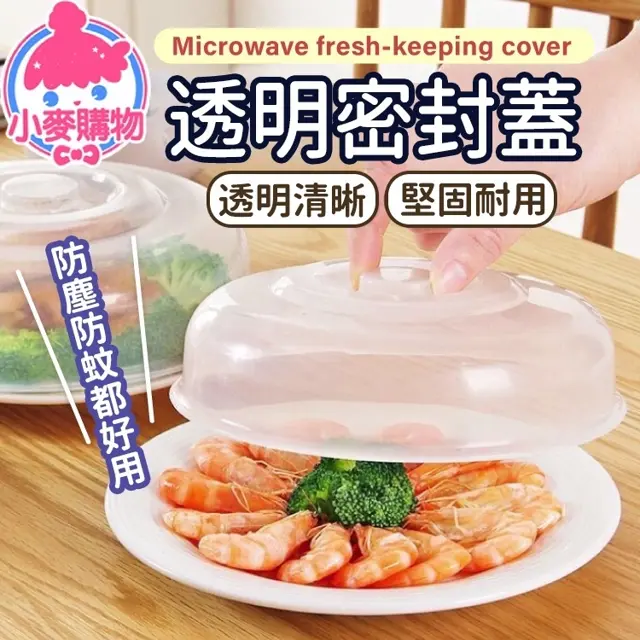 Microwave fresh-keeping cover
小麥購物
透明密封蓋
透明清晰
堅固耐用
防塵防蚊都好用